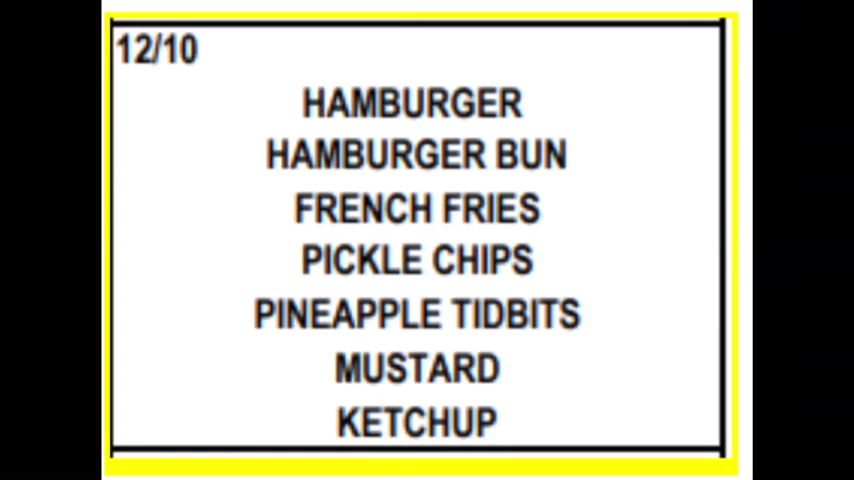 12/10
HAMBURGER
HAMBURGER BUN
FRENCH FRIES
PICKLE CHIPS
PINEAPPLE TIDBITS
MUSTARD
KETCHUP